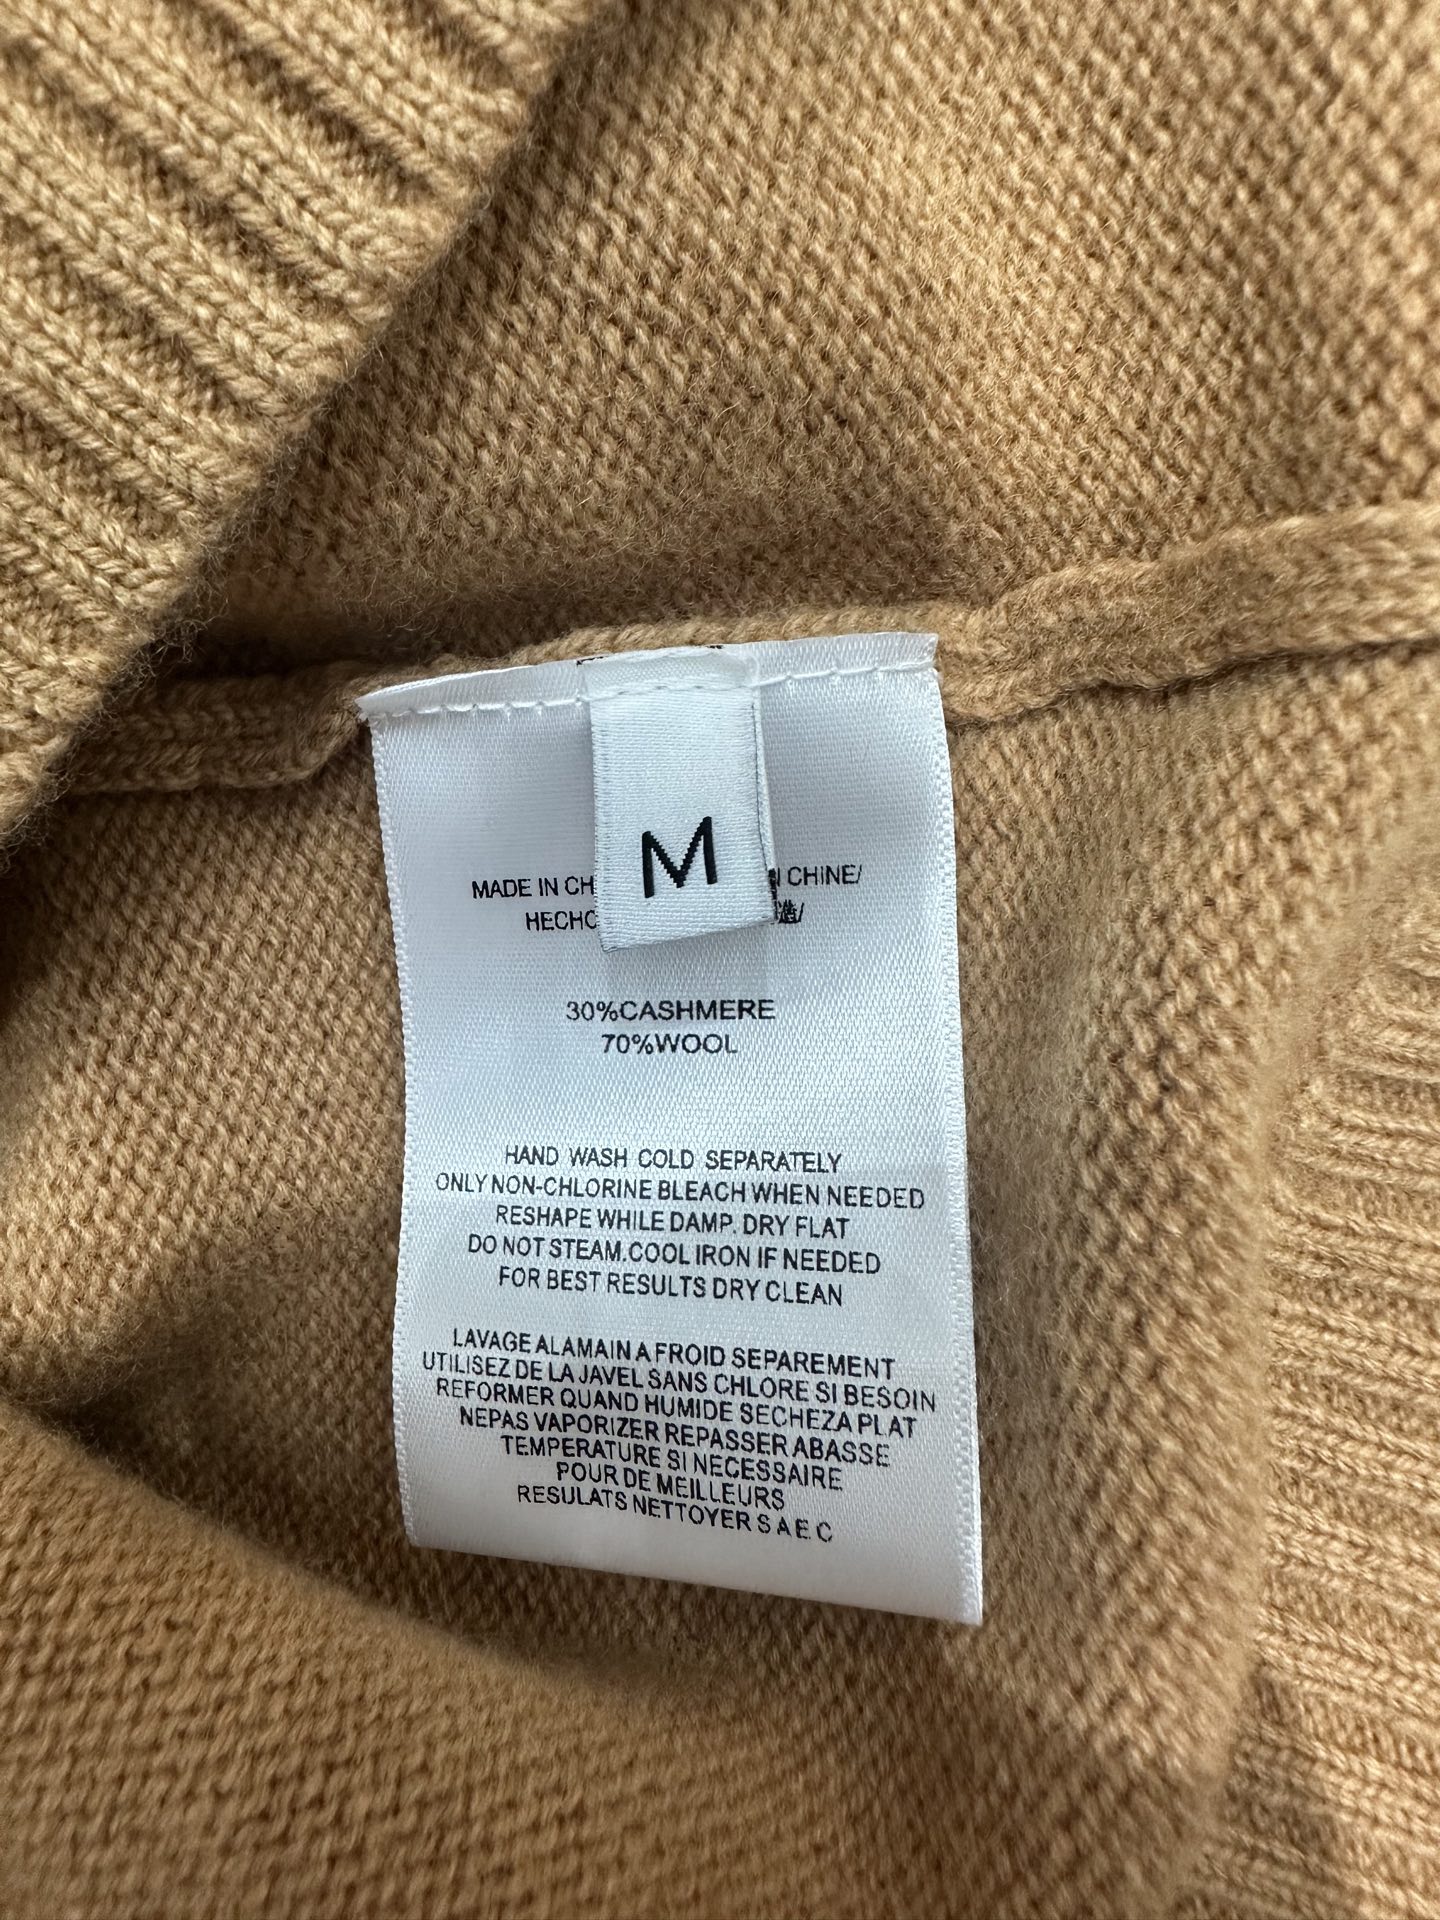 M
MADE IN CH CHINE/
HECHO
30%CASHMERE
70%WOOL
HAND WASH COLD SEPARATELY
ONLY NON-CHLORINE BLEACH WHEN NEEDED
RESHAPE WHILE DAMP. DRY FLAT
DO NOT STEAM.COOL IRON IF NEEDED
FOR BEST RESULTS DRY CLEAN
LAVAGE ALAMAIN A FROID SEPAREMENT
UTILISEZ DE LA JAVEL SANS CHLORE SI BESOIN
REFORMER QUAND HUMIDE SECHEZA PLAT
NEPAS VAPORIZER REPASSER ABASSE
TEMPERATURE SI NECESSAIRE
POUR DE MEILLEURS
RESULATS NETTOYER S A E C